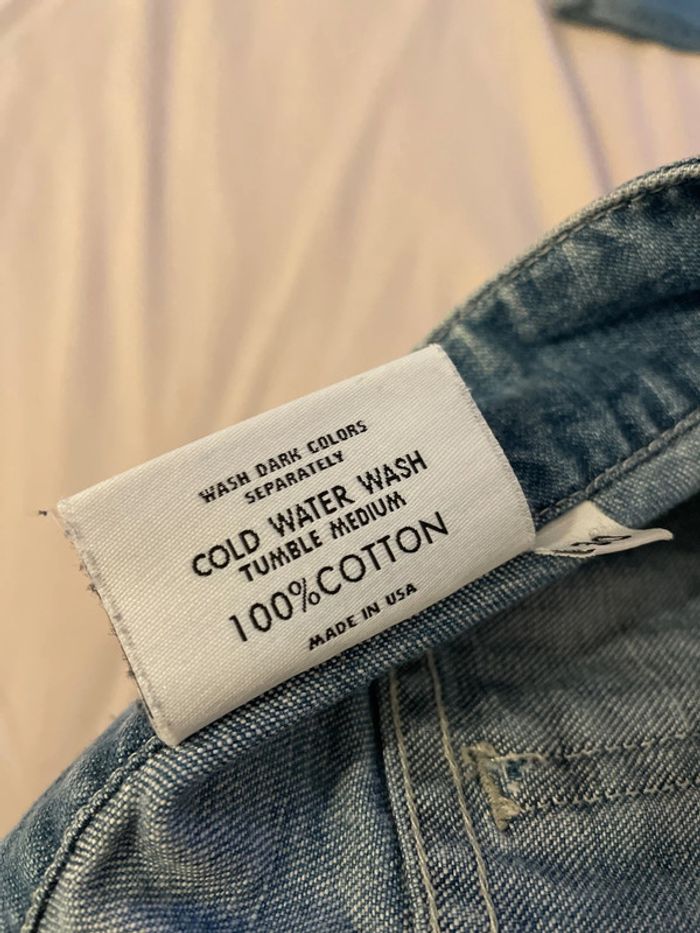 WASH DARK COLORS
SEPARATELY
COLD WATER WASH
TUMBLE MEDIUM
100%COTTON
MADE IN USA